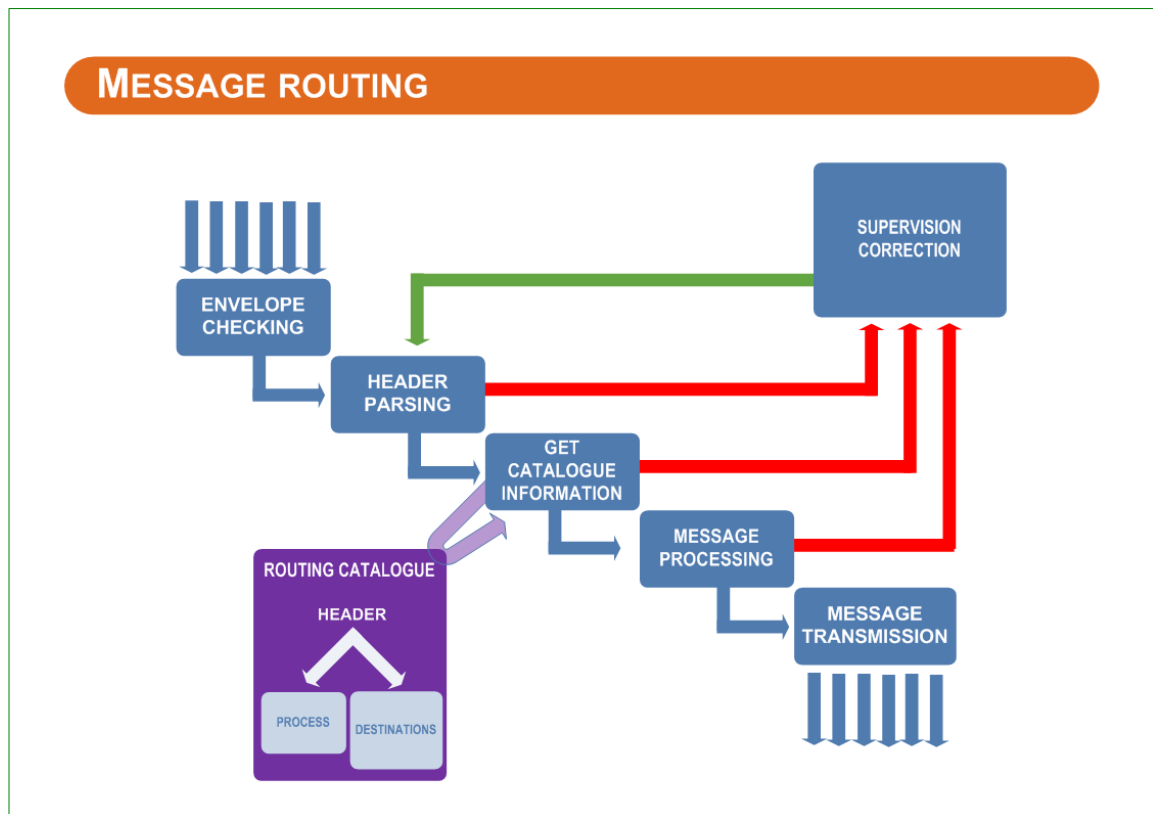 MESSAGE ROUTING
SUPERVISION
CORRECTION
ENVELOPE
CHECKING
HEADER
PARSING
GET
CATALOGUE
INFORMATION
MESSAGE
PROCESSING
ROUTING CATALOGUE
HEADER
PROCESS
DESTINATIONS
MESSAGE
TRANSMISSION